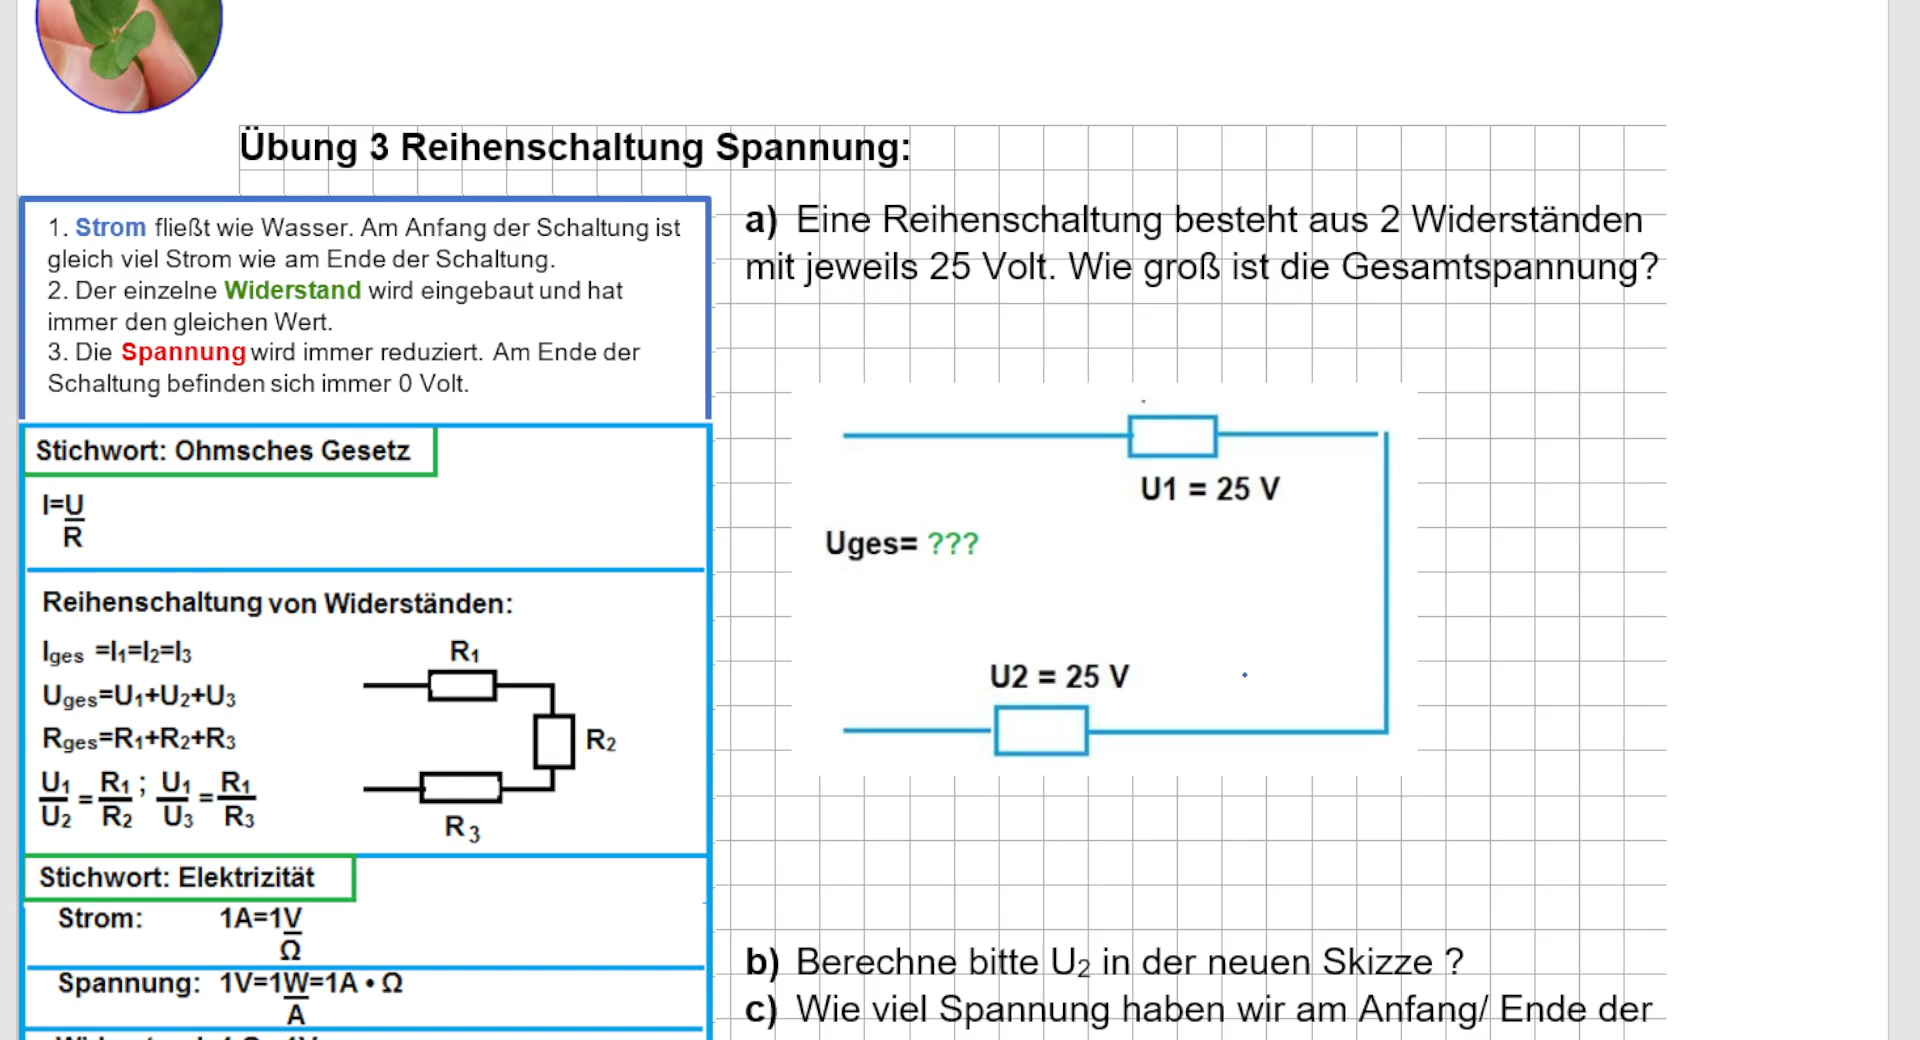 Übung 3 Reihenschaltung Spannung:
1. Strom fließt wie Wasser. Am Anfang der Schaltung ist
gleich viel Strom wie am Ende der Schaltung.
2. Der einzelne Widerstand wird eingebaut und hat
immer den gleichen Wert.
3. Die Spannung wird immer reduziert. Am Ende der
Schaltung befinden sich immer 0 Volt.
Stichwort: Ohmsches Gesetz
I=U
R
Reihenschaltung von Widerständen:
Iges =I1=I2=I3
Uges=U1+U2+U3
Rges=R1+R2+R3
U1 = R1 ; U1 = R1
U2 R2 U3 R3
R1
R2
R3
Stichwort: Elektrizität
Strom: 1A=1V
Ω
Spannung: 1V=1W=1A • Ω
A
a) Eine Reihenschaltung besteht aus 2 Widerständen
mit jeweils 25 Volt. Wie groß ist die Gesamtspannung?
U1 = 25 V
Uges= ???
U2 = 25 V
b) Berechne bitte U2 in der neuen Skizze ?
c) Wie viel Spannung haben wir am Anfang/ Ende der